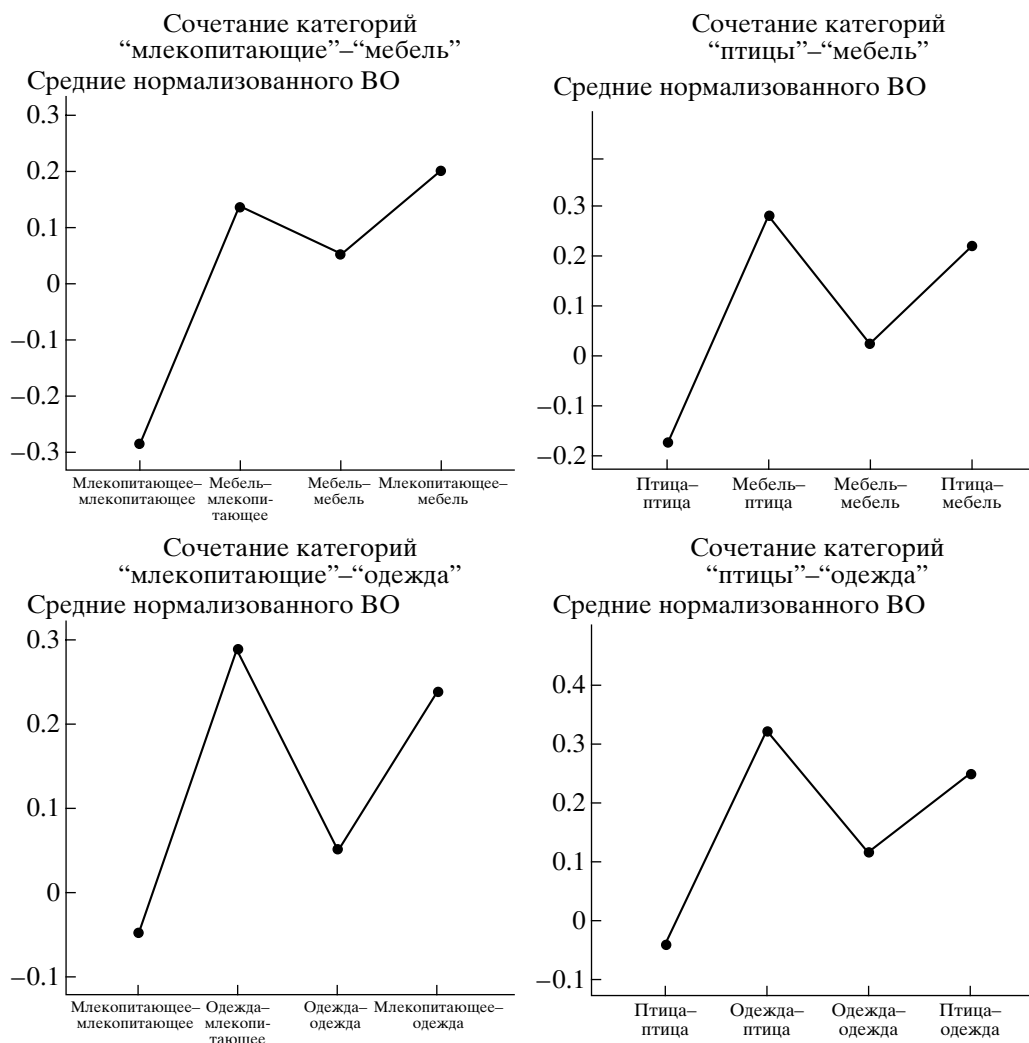 Сочетание категорий
“млекопитающие”–“мебель”
Средние нормализованного ВО
0.3
0.2
0.1
0
−0.1
−0.2
−0.3
Млекопитающее–
млекопитающее
Мебель–
млекопи-
тающее
Мебель–
мебель
Млекопитающее–
мебель
Сочетание категорий
“птицы”–“мебель”
Средние нормализованного ВО
0.3
0.2
0.1
0
−0.1
−0.2
Птица–
птица
Мебель–
птица
Мебель–
мебель
Птица–
мебель
Сочетание категорий
“млекопитающие”–“одежда”
Средние нормализованного ВО
0.3
0.2
0.1
0
−0.1
Млекопитающее–
млекопитающее
Одежда–
млекопи-
тающее
Одежда–
одежда
Млекопитающее–
одежда
Сочетание категорий
“птицы”–“одежда”
Средние нормализованного ВО
0.4
0.3
0.2
0.1
0
−0.1
Птица–
птица
Одежда–
птица
Одежда–
одежда
Птица–
одежда